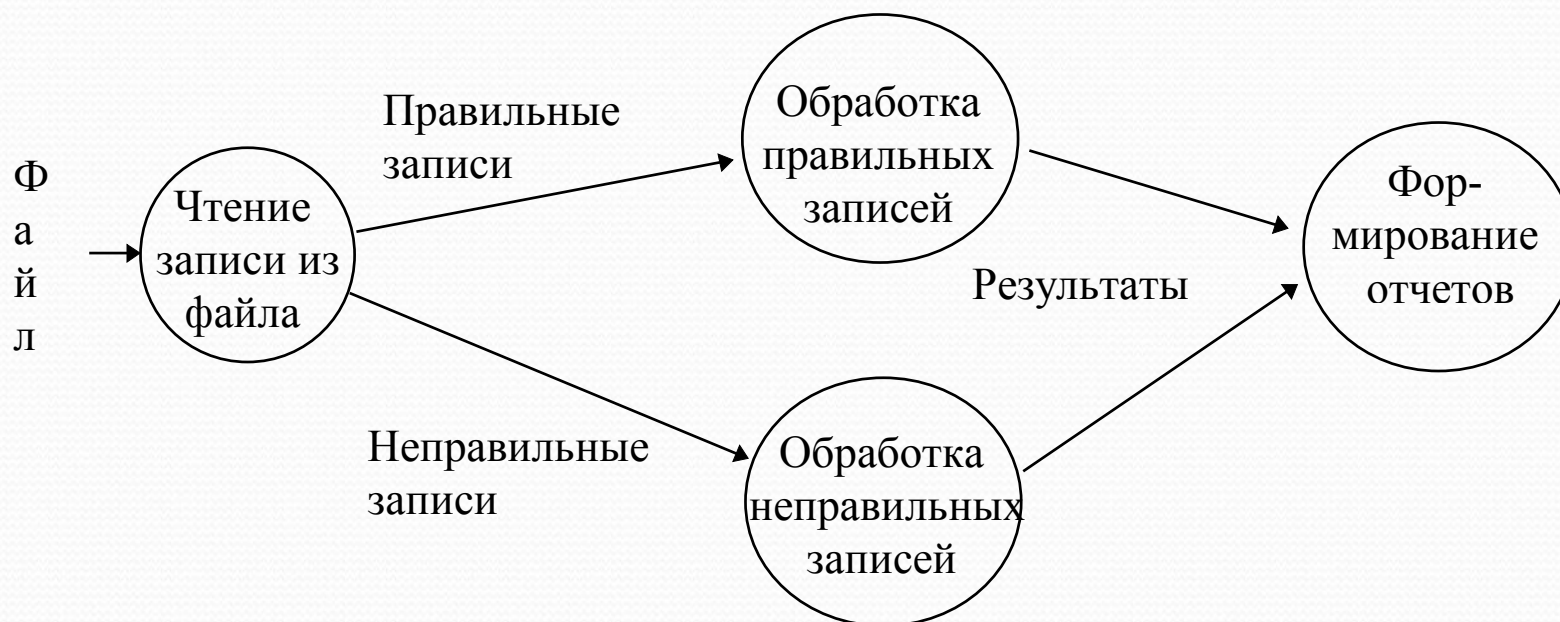 Ф
а
й
л
Чтение
записи из
файла
Правильные
записи
Неправильные
записи
Обработка
правильных
записей
Обработка
неправильных
записей
Результаты
Фор-
мирование
отчетов